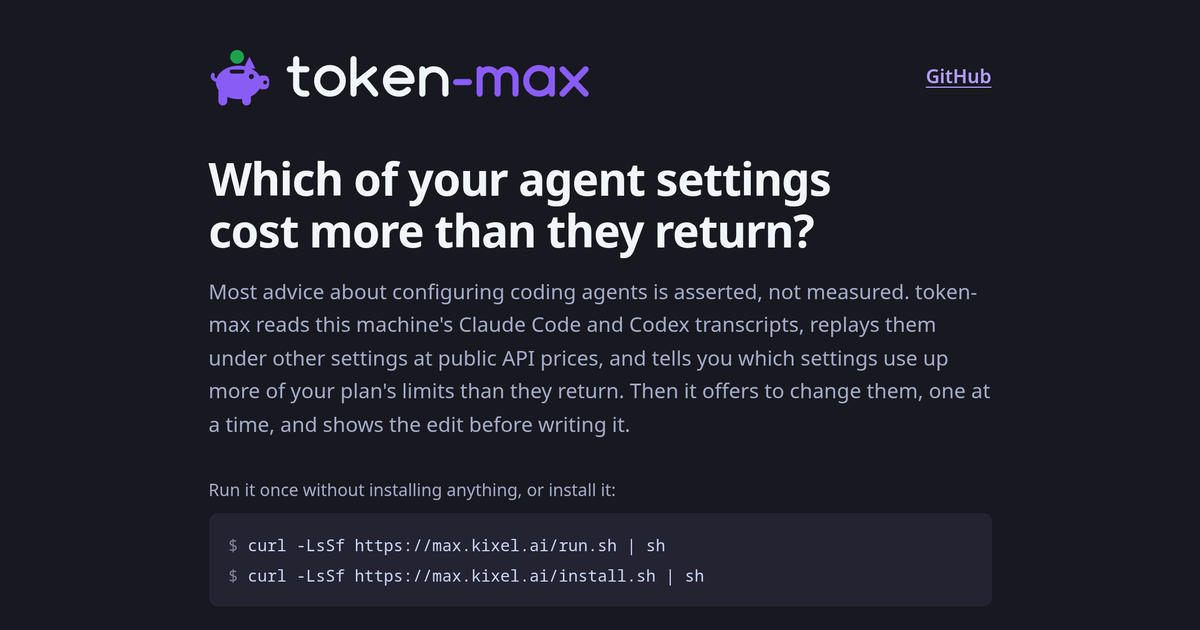 token-max
GitHub
Which of your agent settings
cost more than they return?
Most advice about configuring coding agents is asserted, not measured. token-
max reads this machine's Claude Code and Codex transcripts, replays them
under other settings at public API prices, and tells you which settings use up
more of your plan's limits than they return. Then it offers to change them, one at
a time, and shows the edit before writing it.
Run it once without installing anything, or install it:
$ curl -LsSf https://max.kixel.ai/run.sh | sh
$ curl -LsSf https://max.kixel.ai/install.sh | sh